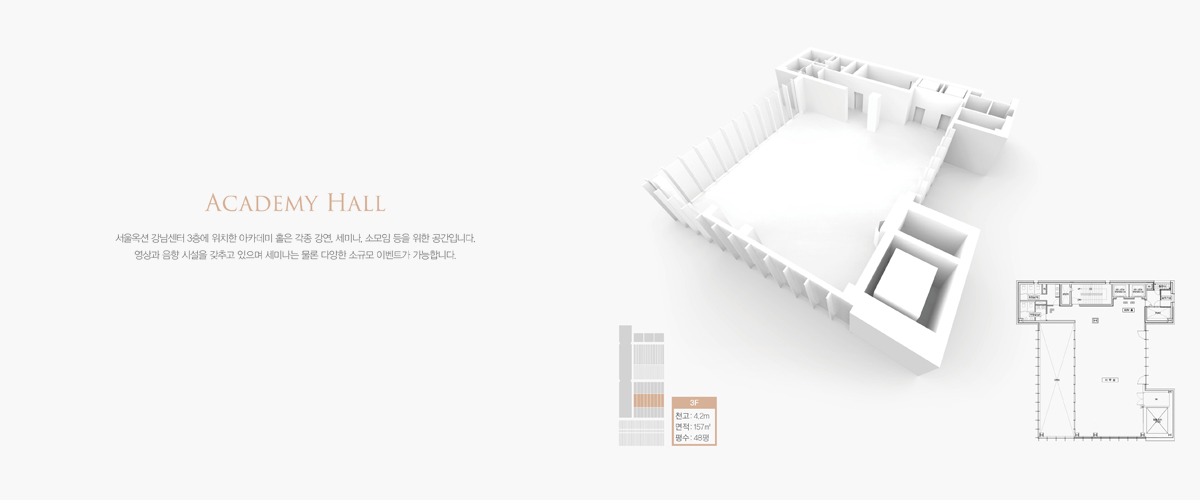 ACADEMY HALL
서울옥션 강남센터 3층에 위치한 아카데미 홀은 각종 강연, 세미나, 소모임 등을 위한 공간입니다.
영상과 음향 시설을 갖추고 있으며 세미나는 물론 다양한 소규모 이벤트가 가능합니다.
3F
천고 : 4.2m
면적 : 157㎡
평수 : 48평